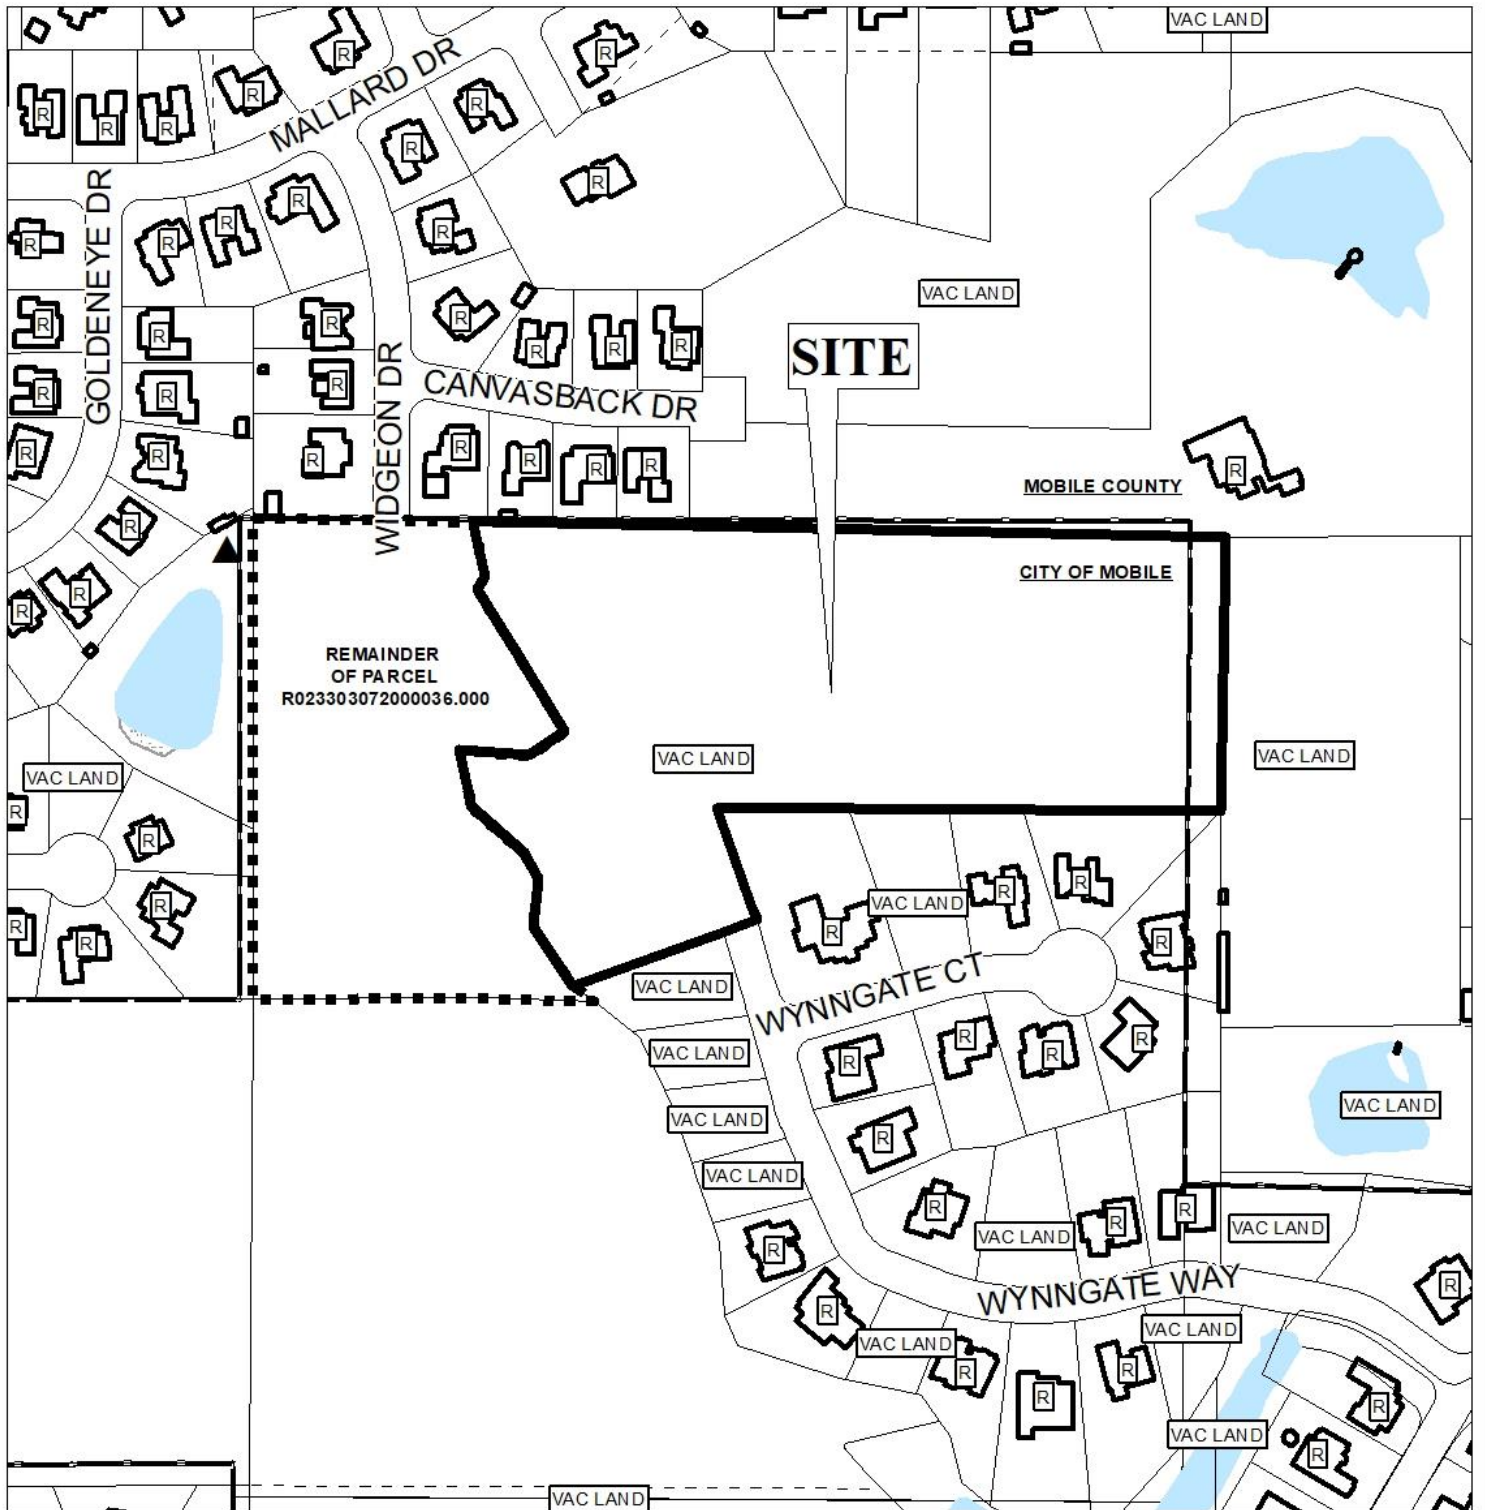 VAC LAND
R
MALLARD DR
R
R
R
R
R
R
R
R
R
GOLDENEYE DR
R
R
R
R
R
R
VAC LAND
R
R
R
R
R
R
R
SITE
WIDGEON DR
CANVASBACK DR
R
R
R
R
R
R
R
R
R
R
R
MOBILE COUNTY
R
R
CITY OF MOBILE
R
R
REMAINDER
OF PARCEL
R023303072000036.000
VAC LAND
VAC LAND
VAC LAND
R
R
R
R
VAC LAND
R
R
R
R
R
R
WYNNGATE CT
VAC LAND
VAC LAND
R
R
R
R
VAC LAND
VAC LAND
R
VAC LAND
R
R
R
VAC LAND
VAC LAND
R
WYNNGATE WAY
R
R
VAC LAND
VAC LAND
R
R
R
R
VAC LAND
R
VAC LAND